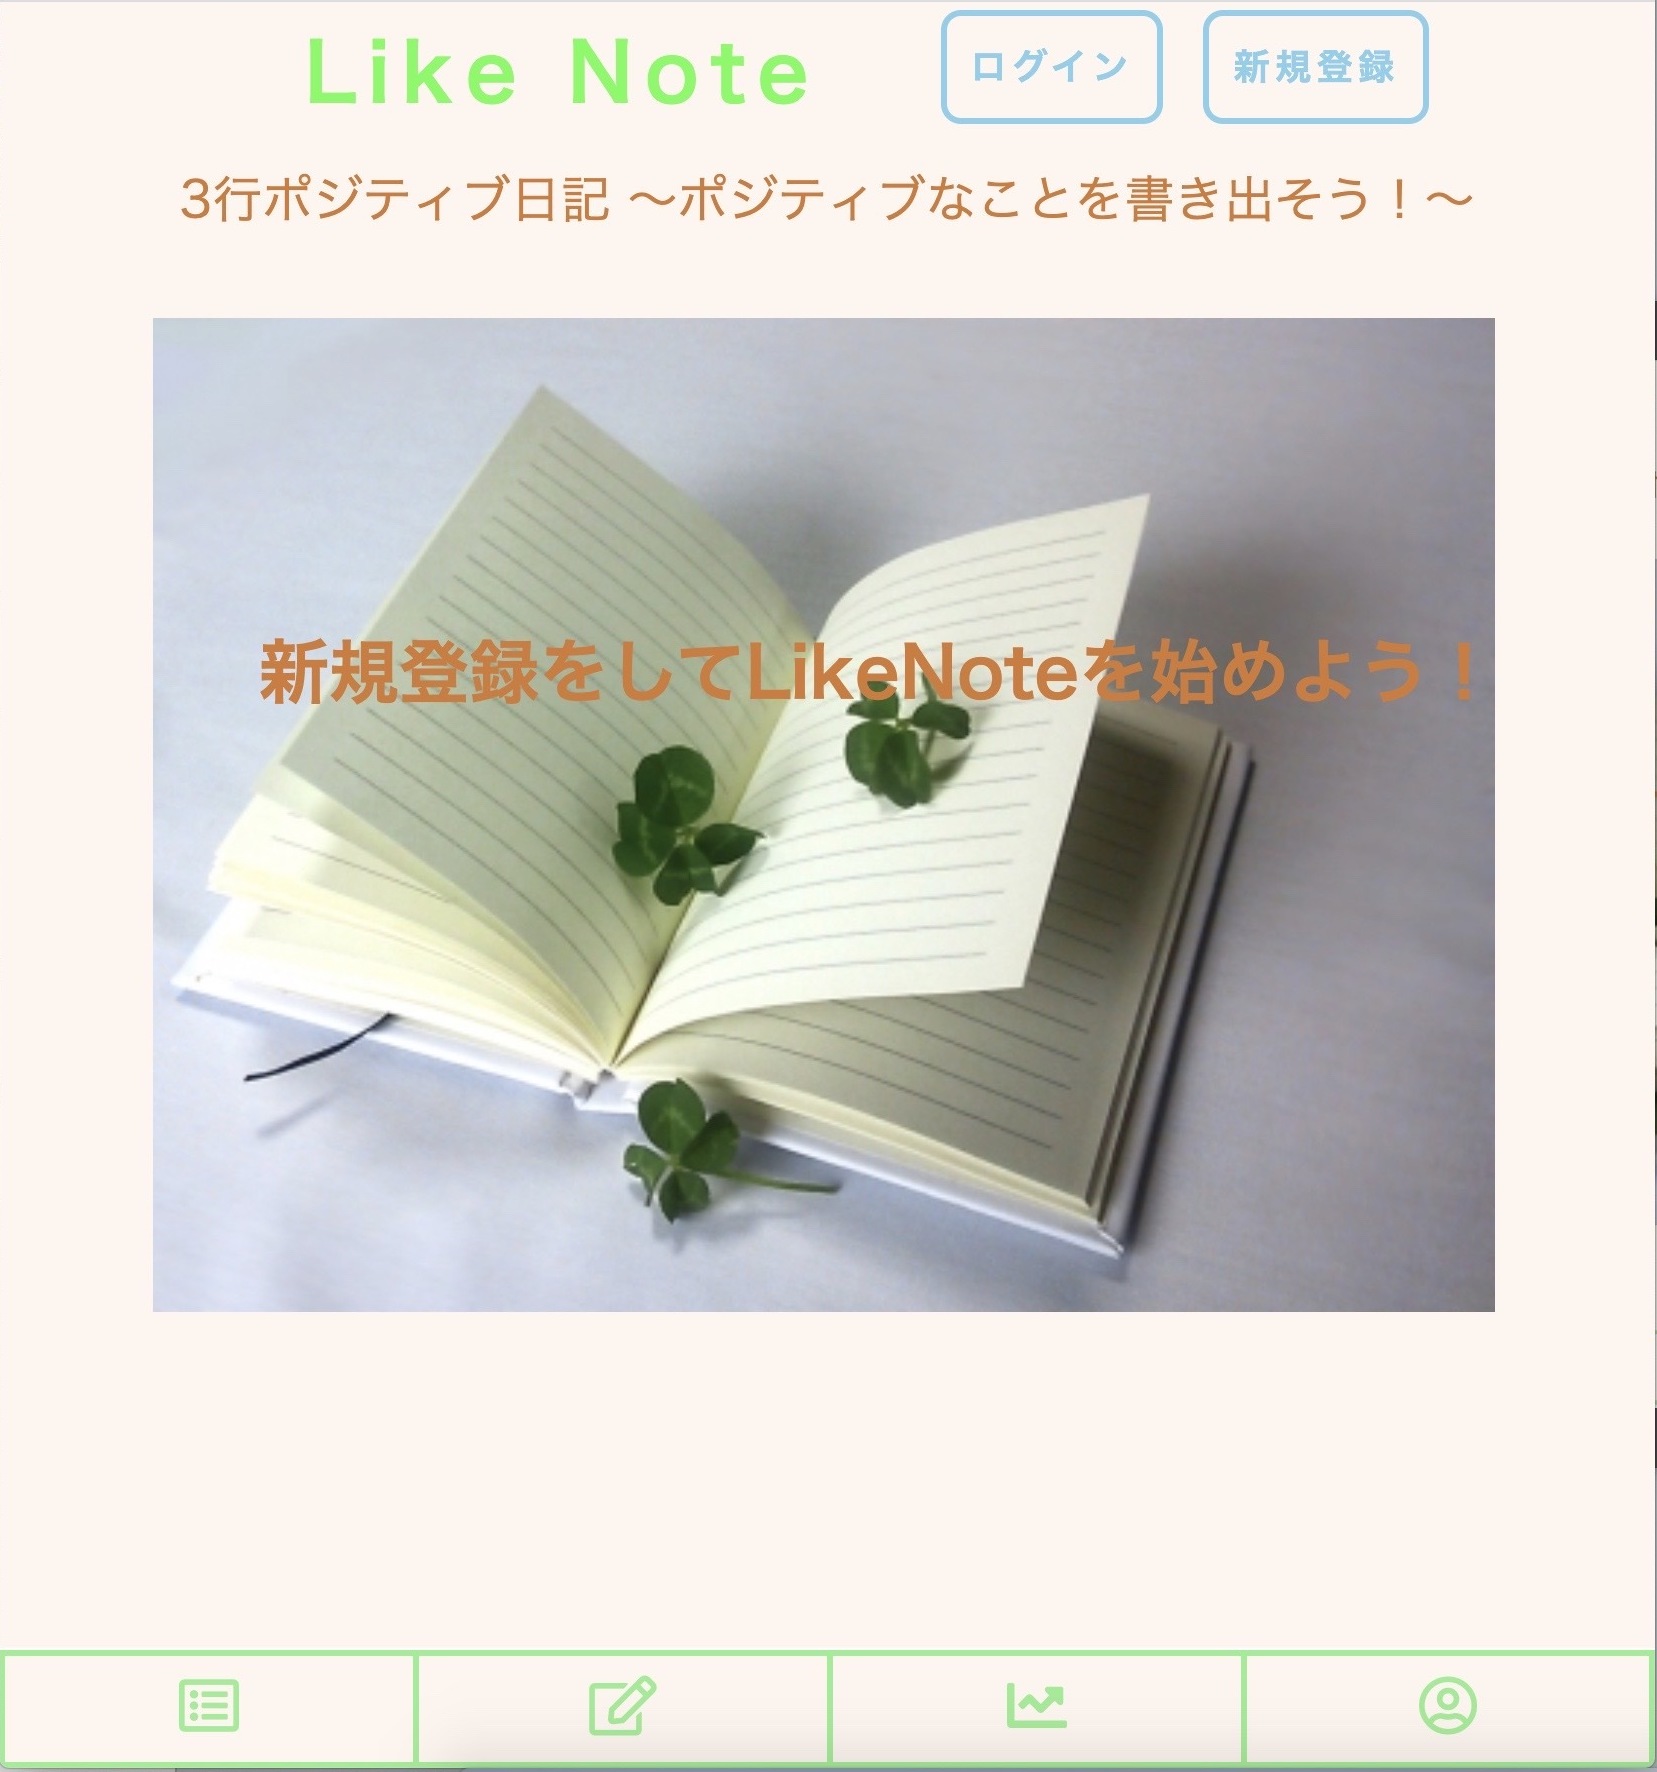 Like Note
ログイン
新規登録
3行ポジティブ日記 〜ポジティブなことを書き出そう！〜
新規登録をしてLikeNoteを始めよう！